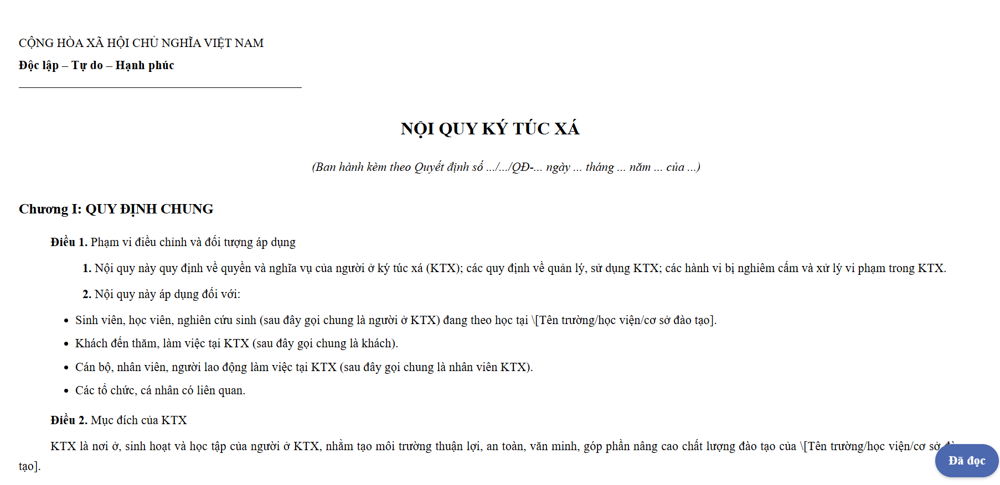 CỘNG HÒA XÃ HỘI CHỦ NGHĨA VIỆT NAM
Độc lập – Tự do – Hạnh phúc
NỘI QUY KÝ TÚC XÁ
(Ban hành kèm theo Quyết định số .../.../QĐ-... ngày ... tháng ... năm ... của ...)
Chương I: QUY ĐỊNH CHUNG
Điều 1. Phạm vi điều chỉnh và đối tượng áp dụng
1. Nội quy này quy định về quyền và nghĩa vụ của người ở ký túc xá (KTX); các quy định về quản lý, sử dụng KTX; các hành vi bị nghiêm cấm và xử lý vi phạm trong KTX.
2. Nội quy này áp dụng đối với:
• Sinh viên, học viên, nghiên cứu sinh (sau đây gọi chung là người ở KTX) đang theo học tại \[Tên trường/học viện/cơ sở đào tạo].
• Khách đến thăm, làm việc tại KTX (sau đây gọi chung là khách).
• Cán bộ, nhân viên, người lao động làm việc tại KTX (sau đây gọi chung là nhân viên KTX).
• Các tổ chức, cá nhân có liên quan.
Điều 2. Mục đích của KTX
KTX là nơi ở, sinh hoạt và học tập của người ở KTX, nhằm tạo môi trường thuận lợi, an toàn, văn minh, góp phần nâng cao chất lượng đào tạo của \[Tên trường/học viện/cơ sở
tạo].
Đã đọc